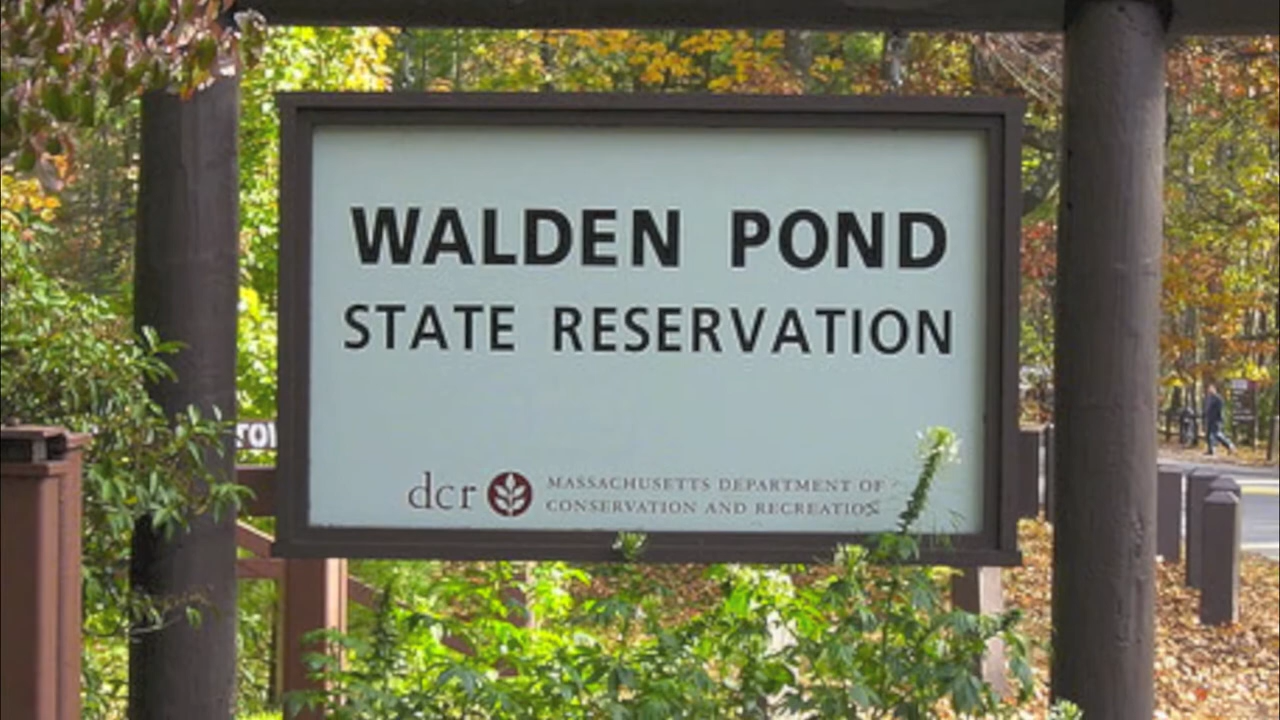 WALDEN POND
STATE RESERVATION
dcr
MASSACHUSETTS DEPARTMENT OF
CONSERVATION AND RECREATION